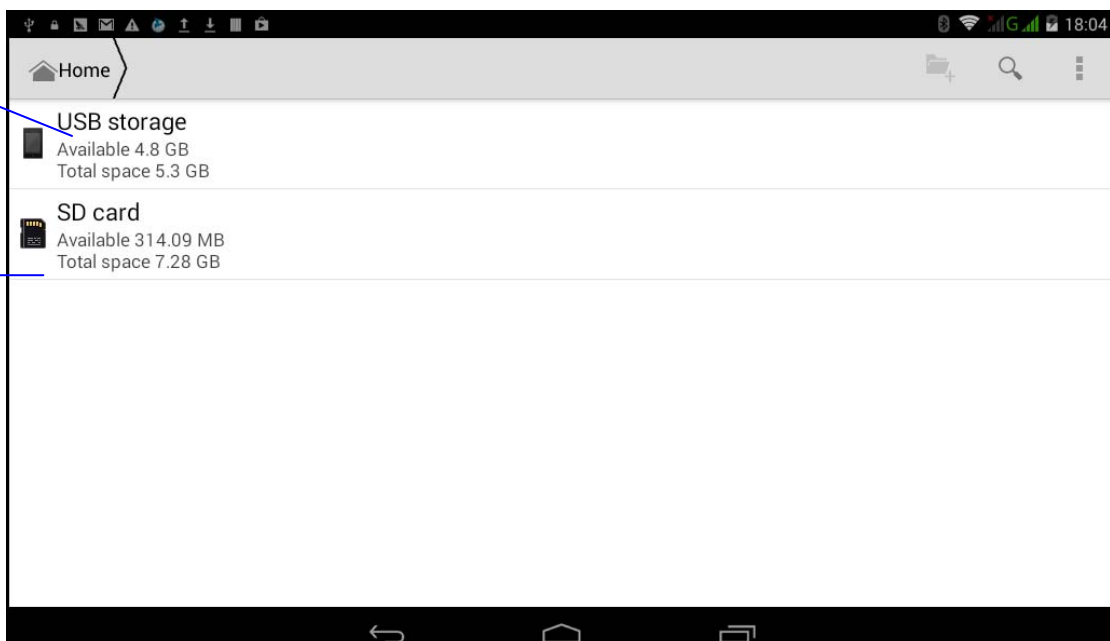 G 18:04
Home
USB storage
Available 4.8 GB
Total space 5.3 GB
SD card
Available 314.09 MB
Total space 7.28 GB